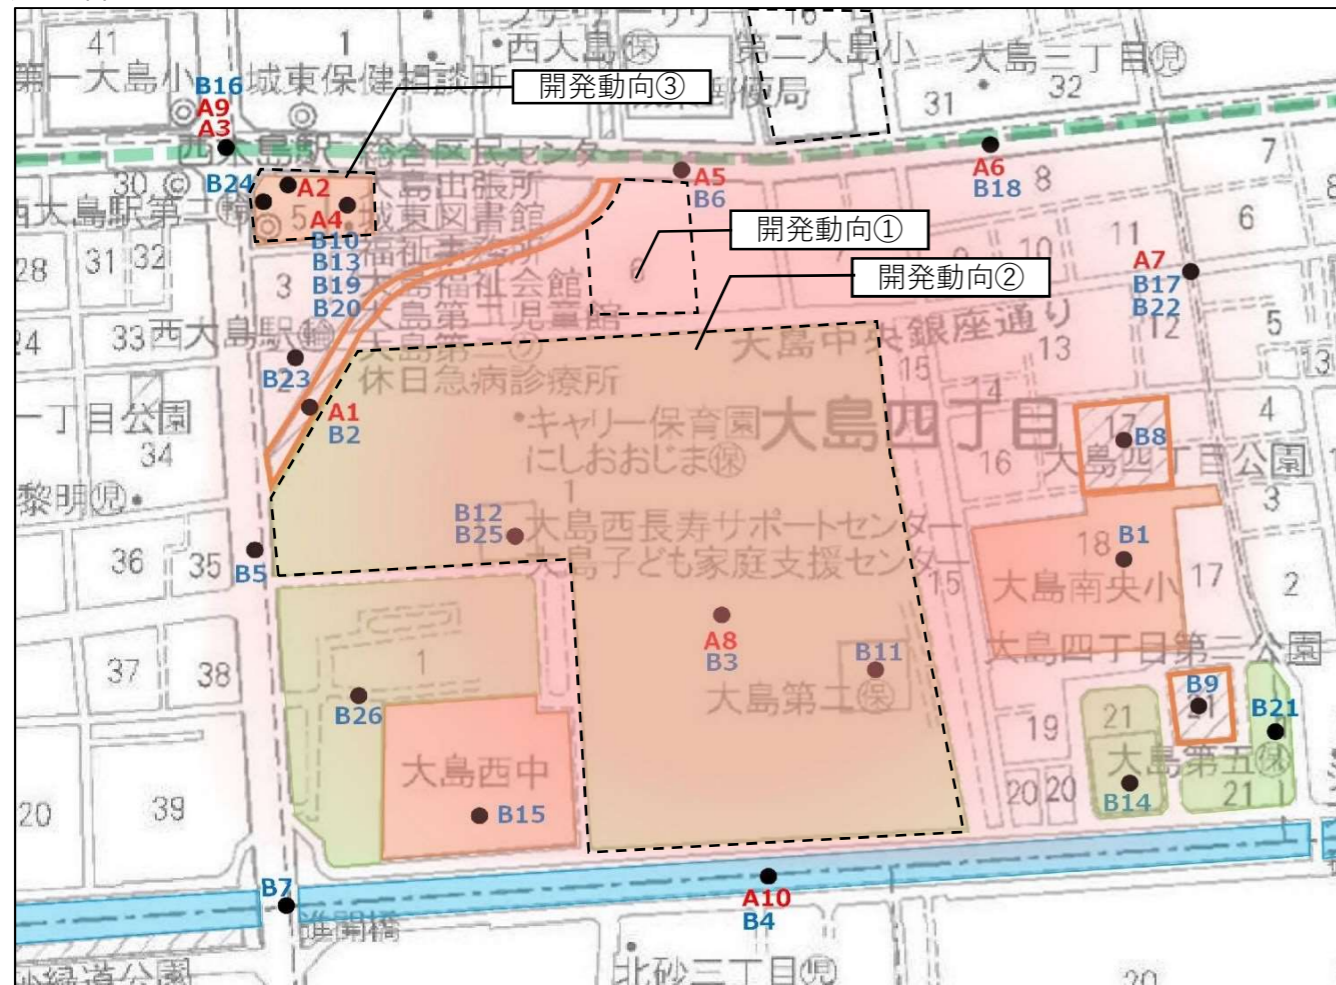 41
1
西大島㊝
第二大島小
大島三丁目㊗
32
31
第一大島小
城東保健相談所
便局
開発動向③
B16
A9
A3
西大島駅
総合区民センター
A6
B18
8
7
30
B24
A2
大島出張所
A5
B6
西大島駅第二
5
A4
城東図書館
B10
B13
B19
B20
開発動向①
11
6
10
28
31
32
3
大島福祉会館
6
開発動向②
A7
B17
B22
24
33
西大島駅
大島中央銀座通り
12
5
13
B23
休日急病診療所
15
14
A1
B2
キャリー保育園
にしおおじま
大島四丁目
4
丁目公園
34
17
B8
16
大島四丁目公園
黎明
1
3
B12
B25
大島西長寿サポートセンター
大島子ども家庭支援センター
B1
18
36
35
B5
15
大島南央小
17
2
37
38
1
A8
B3
B11
大島四丁目第二公園
大島第二
B26
B9
21
B21
19
21
大島西中
大島第五
20
39
B15
20
20
B14
21
B7
A10
B4
進開橋
北砂三丁目
20
緑道公園